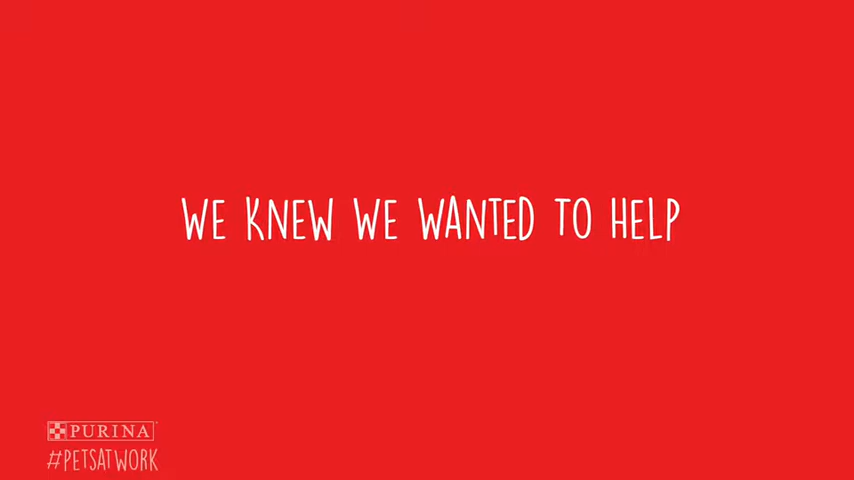 WE KNEW WE WANTED TO HELP
PURINA
#PETSATWORK